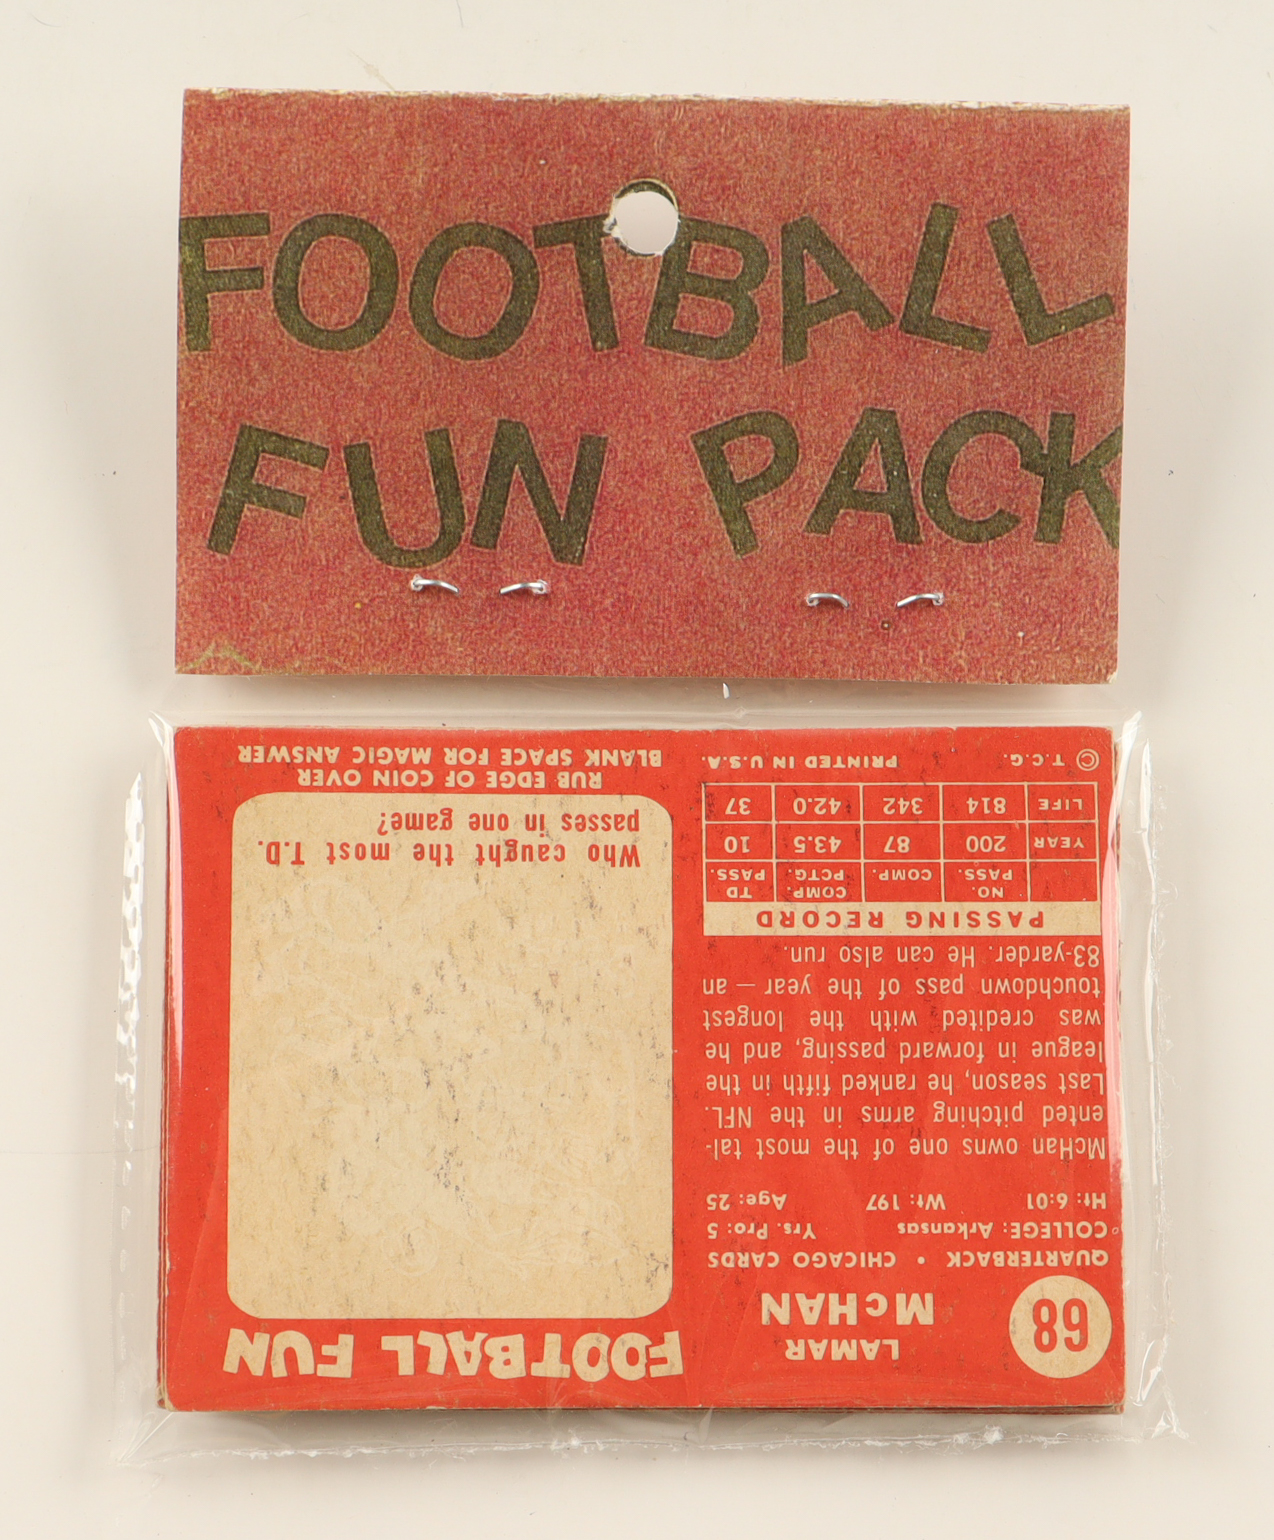 FOOTBALL
FUN PACK
89
LAMAR
McHAN
QUARTERBACK • CHICAGO CARDS
COLLEGE: Arkansas Yrs. Pro: 5
Ht: 6:01 Wt: 197 Age: 25
McHan owns one of the most tal-
ented pitching arms in the NFL.
Last season, he ranked fifth in the
league in forward passing, and he
was credited with the longest
touchdown pass of the year — an
83-yarder. He can also run.
PASSING RECORD
NO. PASS. COMP. COMP. PCTG. TD PASS.
YEAR 200 87 43.5 10
LIFE 814 342 42.0 37
© T.C.G. PRINTED IN U.S.A.
FOOTBALL FUN
Who caught the most T.D.
passes in one game?
RUB EDGE OF COIN OVER
BLANK SPACE FOR MAGIC ANSWER